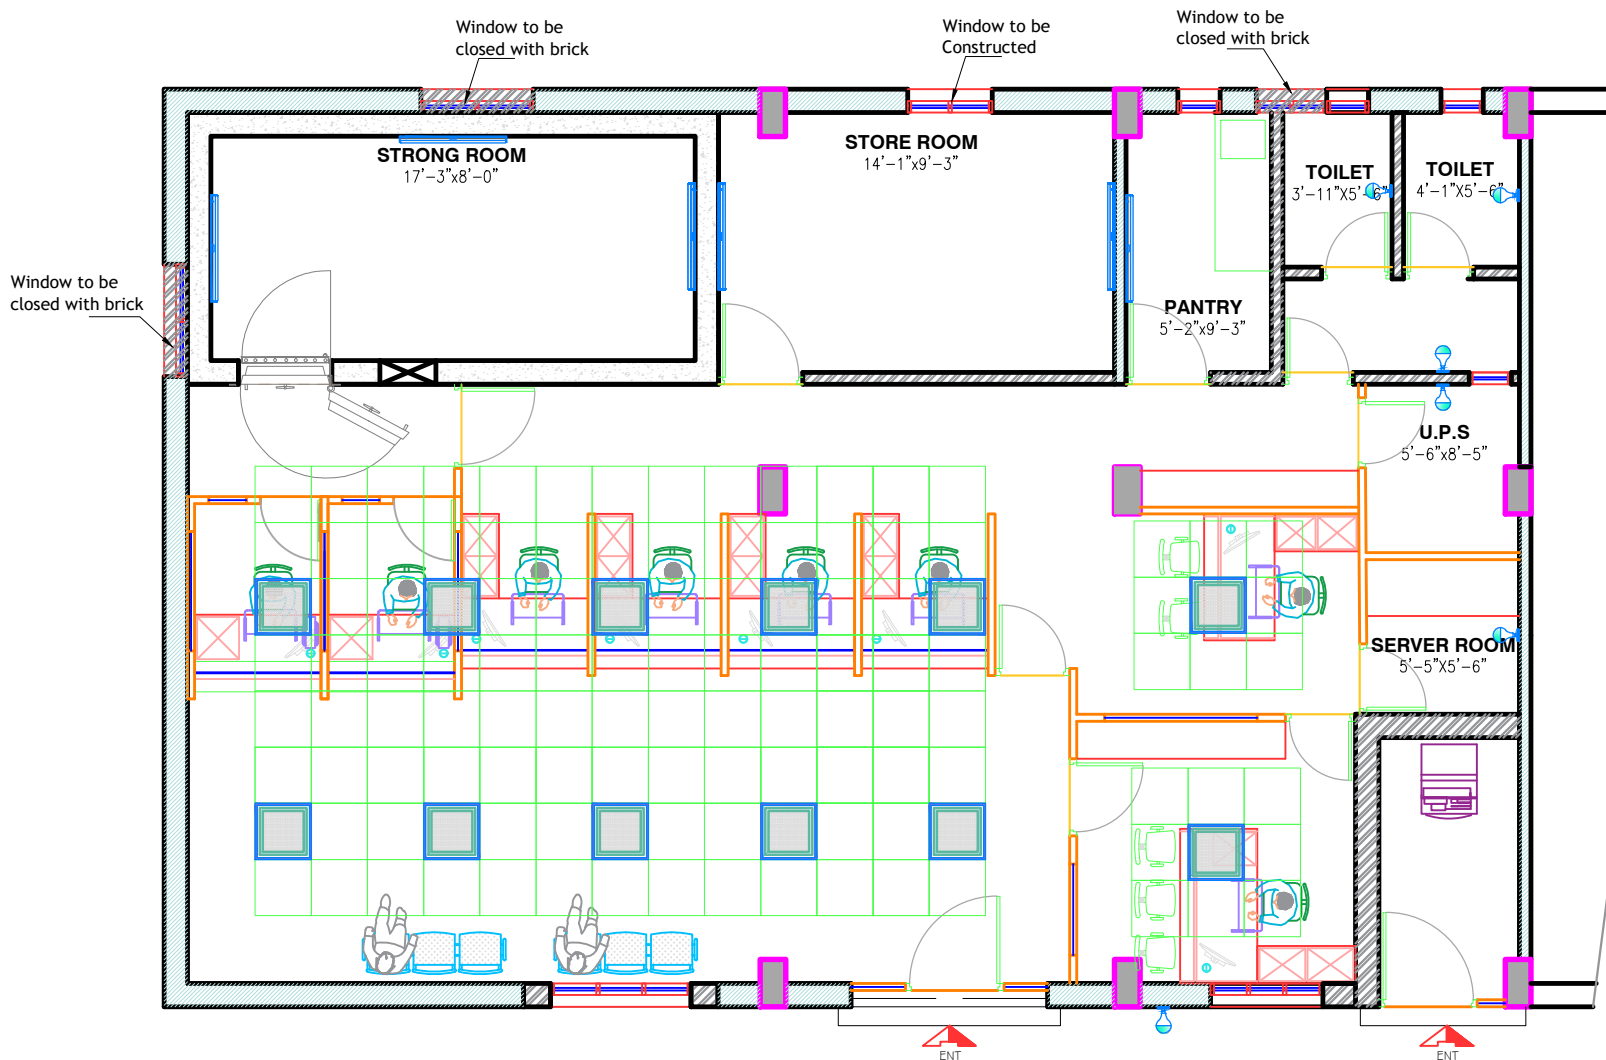 Window to be
closed with brick
Window to be
Constructed
Window to be
closed with brick
STRONG ROOM
17'-3"x8'-0"
STORE ROOM
14'-1"x9'-3"
TOILET
3'-11"X5'-6"
TOILET
4'-1"X5'-6"
Window to be
closed with brick
PANTRY
5'-2"x9'-3"
U.P.S
5'-6"x8'-5"
SERVER ROOM
5'-5"X5'-6"
ENT
ENT